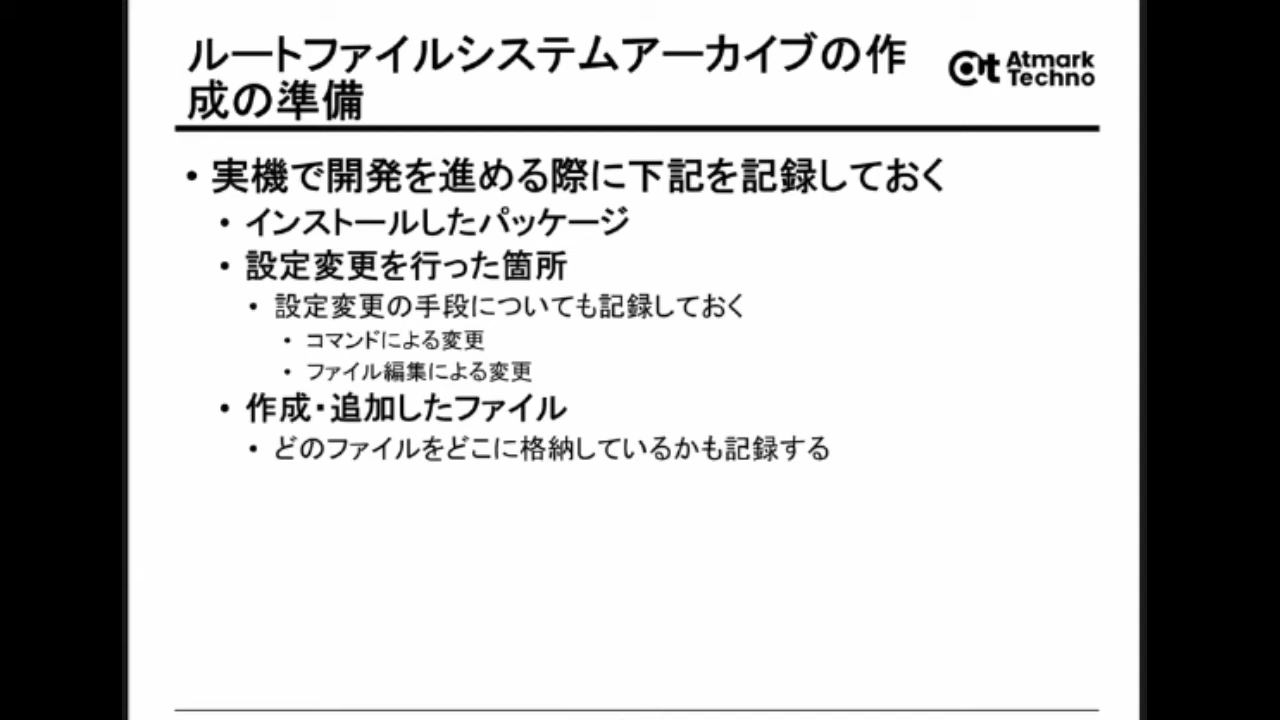 ルートファイルシステムアーカイブの作
成の準備
Atmark
Techno
• 実機で開発を進める際に下記を記録しておく
• インストールしたパッケージ
• 設定変更を行った箇所
• 設定変更の手段についても記録しておく
• コマンドによる変更
• ファイル編集による変更
• 作成・追加したファイル
• どのファイルをどこに格納しているかも記録する